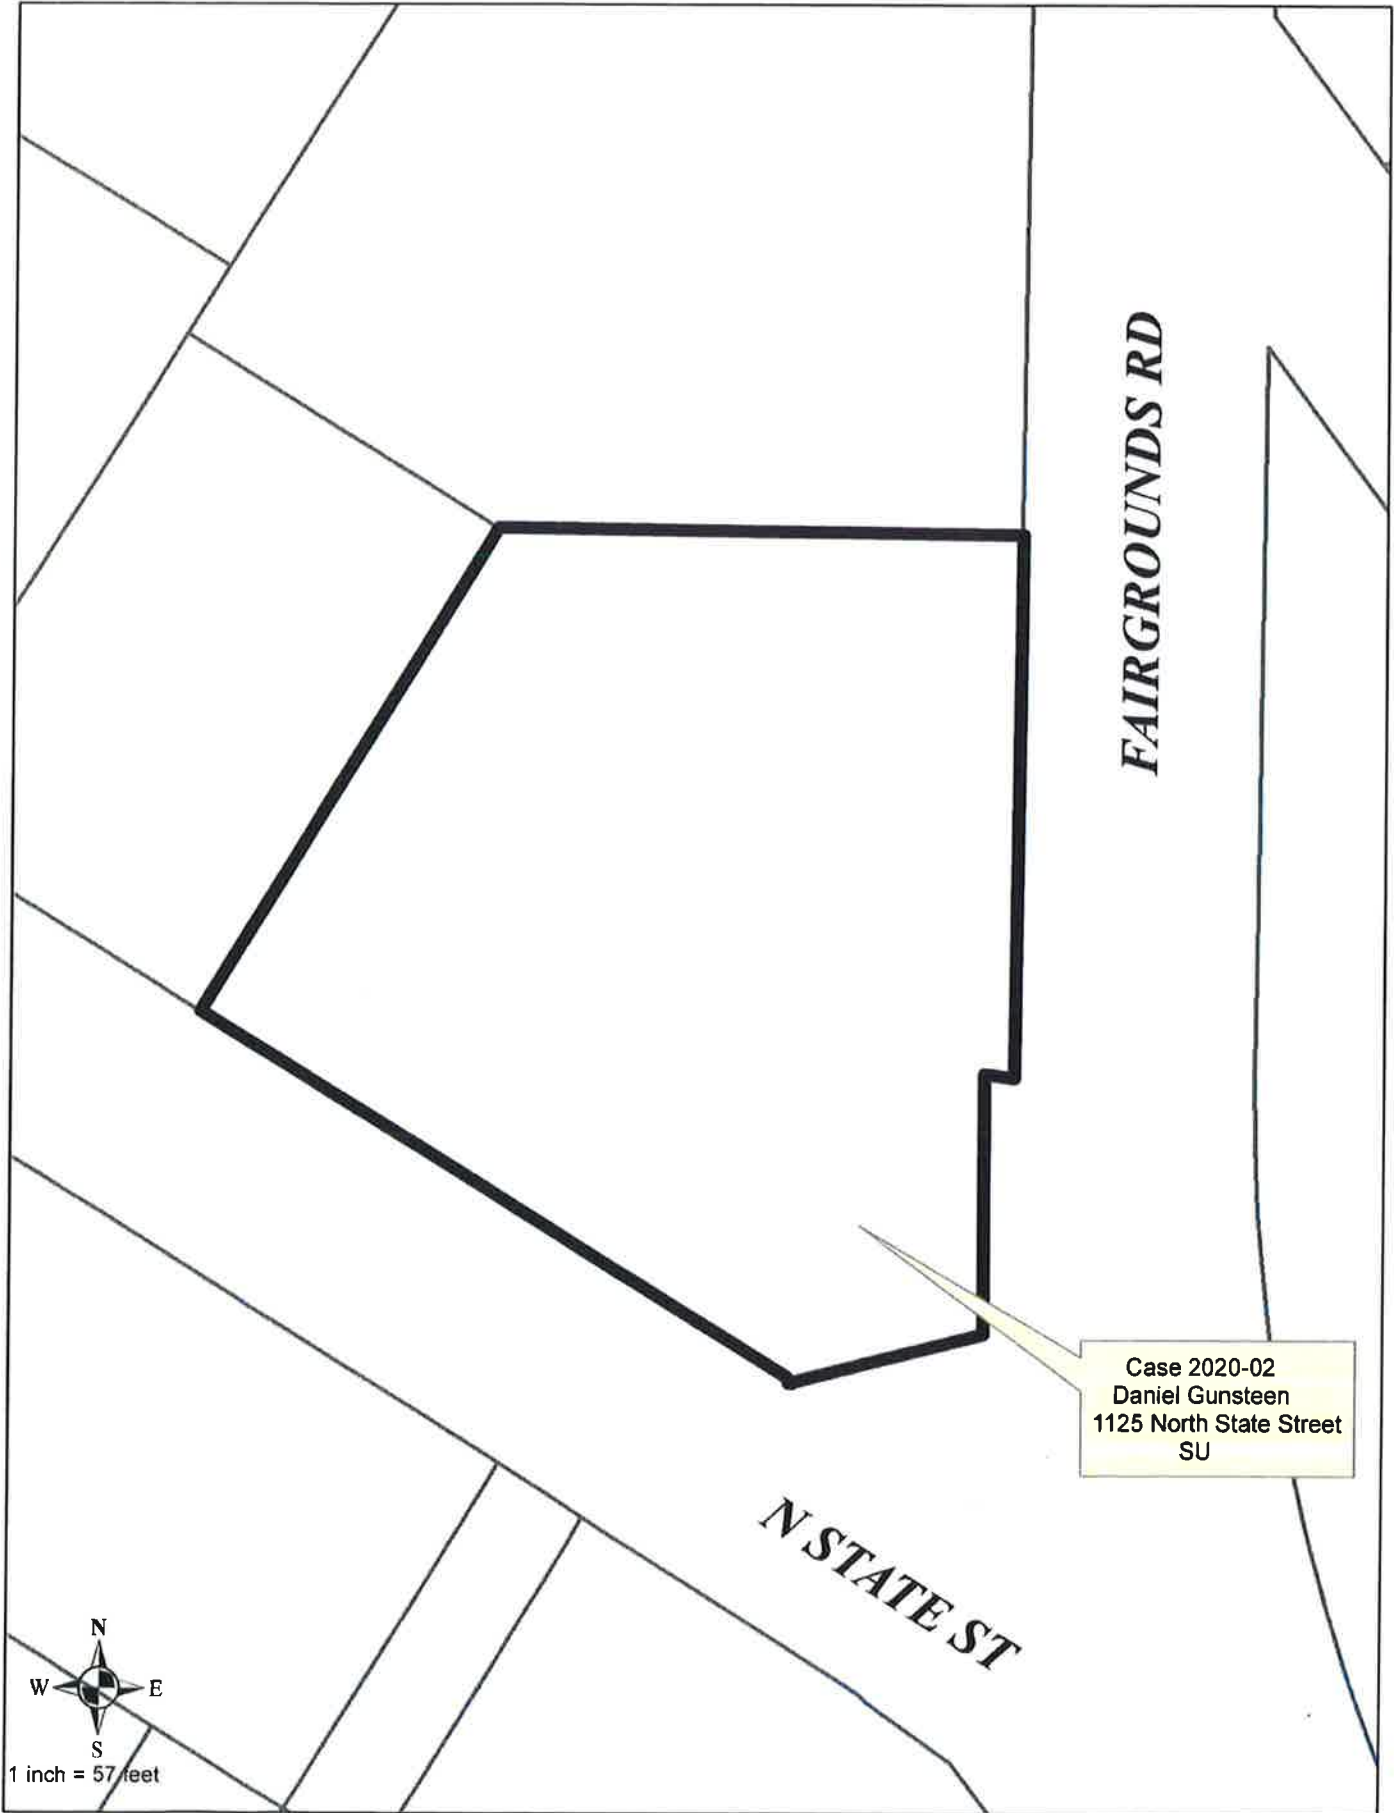 FAIRGROUNDS RD
Case 2020-02
Daniel Gunsteen
1125 North State Street
SU
N STATE ST
N
W E
S
1 inch = 57 feet